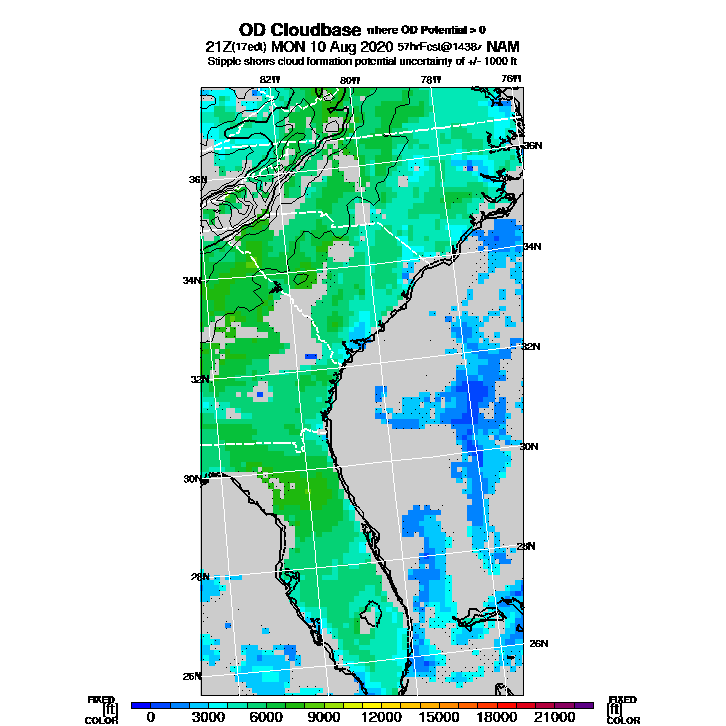 OD Cloudbase where OD Potential > 0
21Z(17edt) MON 10 Aug 2020 57hrFcst@1438z NAM
Stipple shows cloud formation potential uncertainty of +/- 1000 ft
82W 80W 78W 76W
36N
36N
34N
34N
32N
32N
30N
30N
28N
28N
26N
26N
FIXED FIXED
[ft] [ft]
COLOR 0 3000 6000 9000 12000 15000 18000 21000 COLOR